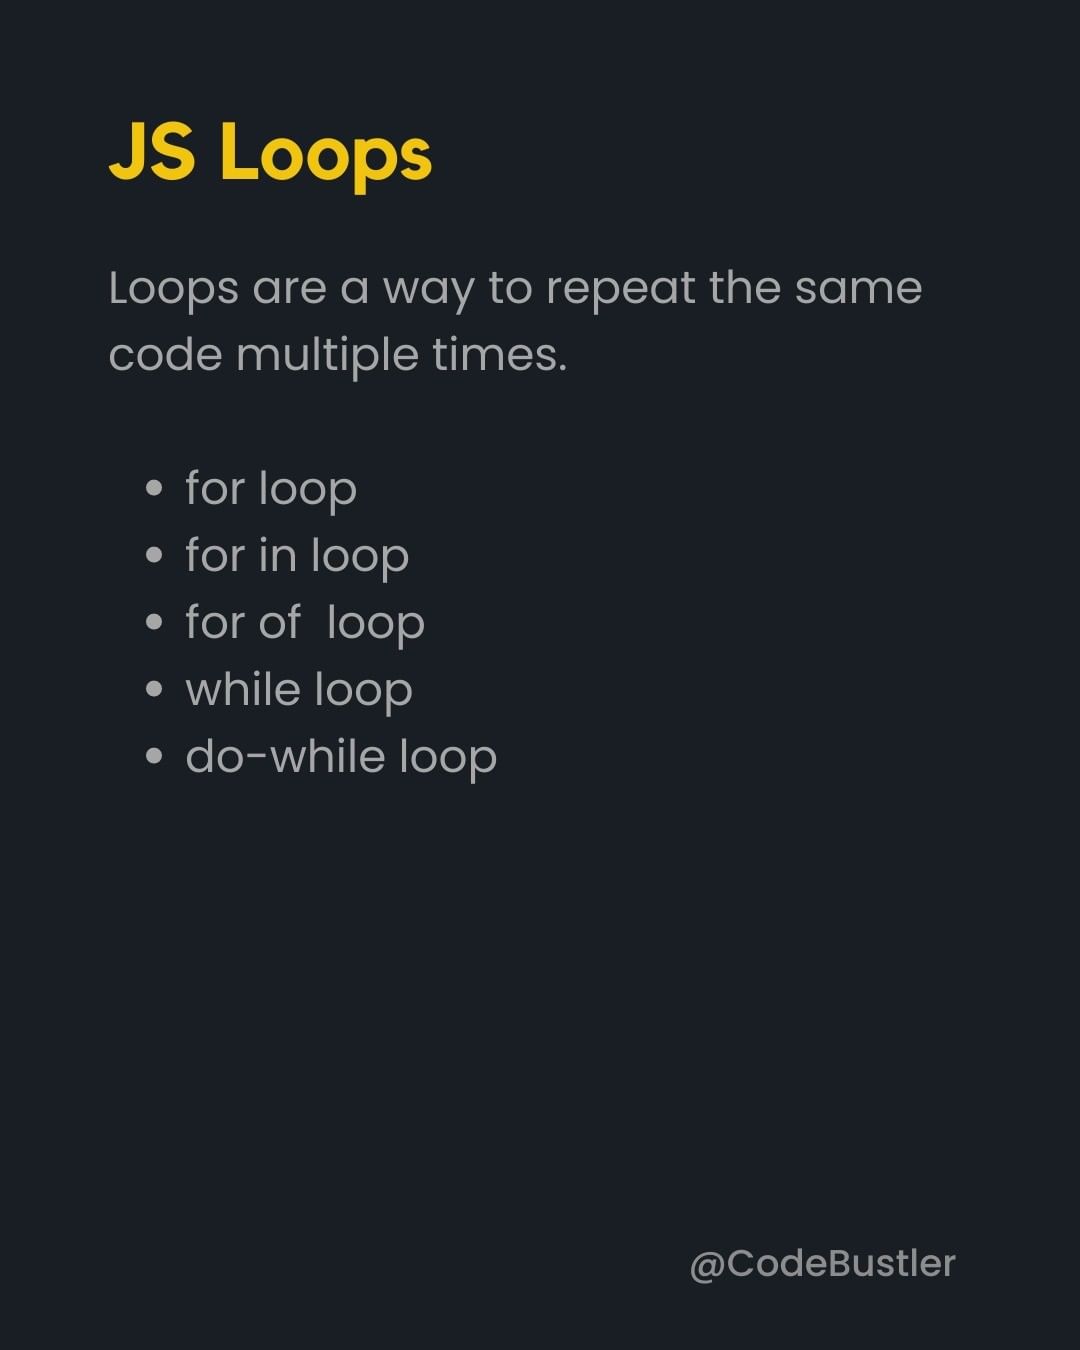 JS Loops
Loops are a way to repeat the same
code multiple times.
• for loop
• for in loop
• for of  loop
• while loop
• do-while loop
@CodeBustler